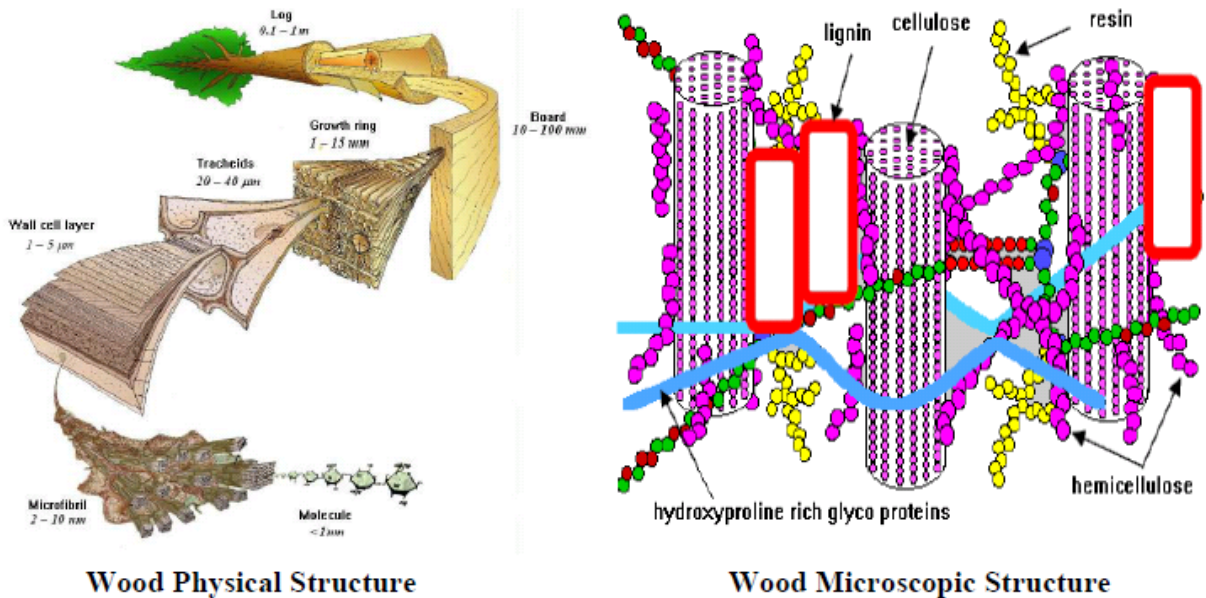 Log
0.1 – 1m
Board
10 – 100 mm
Growth ring
1 – 15 mm
Tracheids
20 – 40 μm
Wall cell layer
1 – 5 μm
Microfibril
2 – 10 nm
Molecule
<1nm
Wood Physical Structure
lignin
cellulose
resin
hemicellulose
hydroxyproline rich glyco proteins
Wood Microscopic Structure